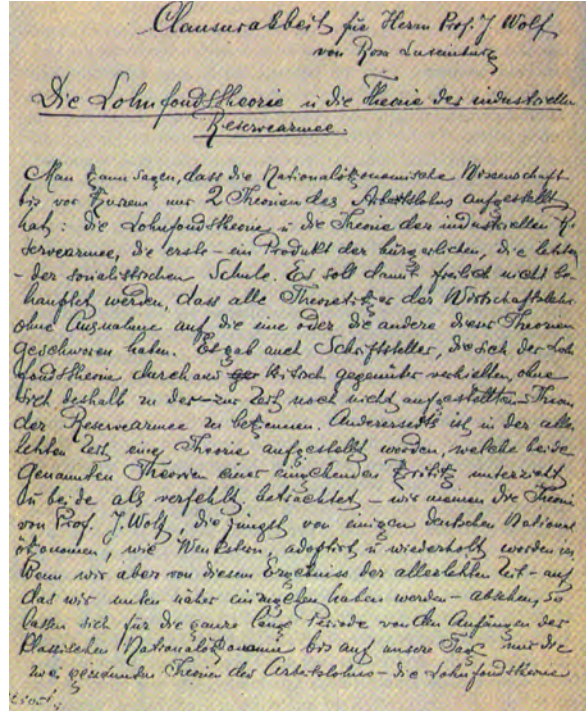 Clausurarbeit für Herrn Prof. J Wolf
von Rosa Luxemburg
Die Lohnfondstheorie u die Theorie der industriellen
Reservearmee.
Man kann sagen, dass die Nationalökonomische Wissenschaft
bis vor Kurzem nur 2 Theorien des Arbeitslohns aufgestellt
hat: die Lohnfondstheorie u die Theorie der industriellen Re-
servearmee, die erste – ein Produkt der bürgerlichen, die letzte
– der sozialistischen Schule. Es soll damit freilich nicht be-
hauptet werden, dass alle Theoretiker der Wirtschaftslehre
ohne Ausnahme auf die eine oder die andere dieser Theorien
geschworen haben. Es gab auch Schriftsteller, die sich der Lohn
fondstheorie durchaus kritisch gegenüber verhielten, ohne
sich deshalb zu der – zur Zeit noch nicht aufgestellten – Theorie
der Reservearmee zu bekennen. Andererseits ist in der aller-
letzten Zeit eine Theorie aufgestellt worden, welche beide
genannten Theorien einer eingehenden Kritik unterzieht
u beide als verfehlt betrachtet – wir meinen die Theorie
von Prof. J. Wolf, die jüngst von einigen deutschen National
ökonomen, wie Wenkstern, adoptirt u wiederholt worden ist.
Wenn wir aber von diesem Ergebniss der allerletzten Zeit – auf
das wir unten näher einzugehen haben werden – absehen, so
lassen sich für die ganze lange Periode von den Anfängen der
klassischen Nationalökonomie bis auf unsere Tage nur die
zwei genannten Theorien des Arbeitslohns – die Lohnfondstheorie